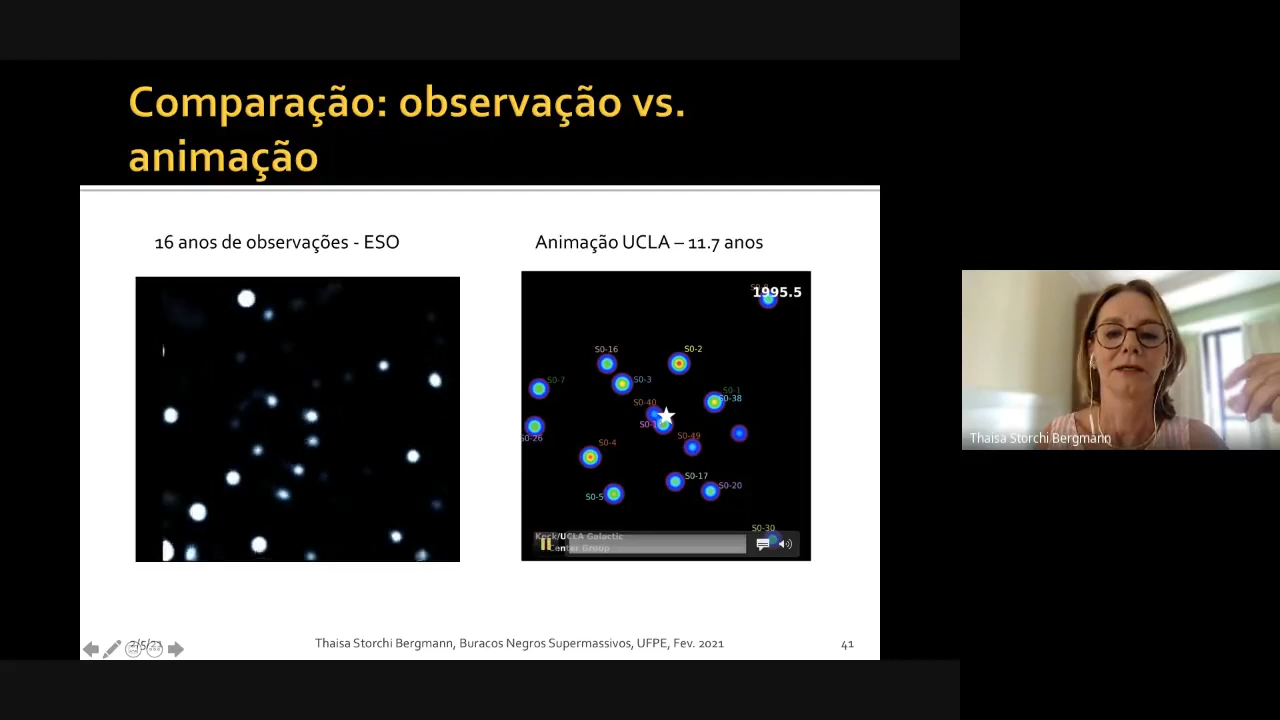 Comparação: observação vs.
animação
16 anos de observações - ESO
Animação UCLA – 11.7 anos
1995.5
S0-16
S0-2
S0-7
S0-3
S0-1
S0-40
S0-38
S0-26
S0-4
S0-49
S0-17
S0-5
S0-20
S0-30
Keck/UCLA Galactic
Center Group
Thaisa Storchi Bergmann
2/5/21
Thaisa Storchi Bergmann, Buracos Negros Supermassivos, UFPE, Fev. 2021
41